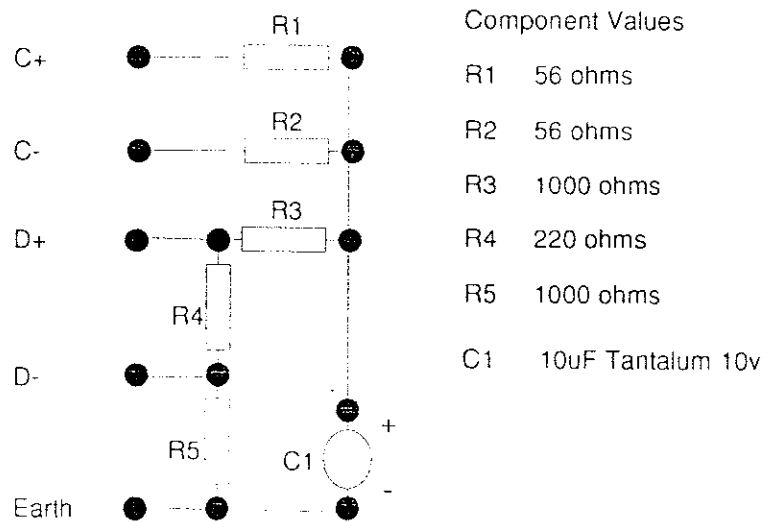 R1
C+
R2
C-
R3
D+
R4
D-
R5
C1
+
-
Earth
Component Values
R1 56 ohms
R2 56 ohms
R3 1000 ohms
R4 220 ohms
R5 1000 ohms
C1 10uF Tantalum 10v